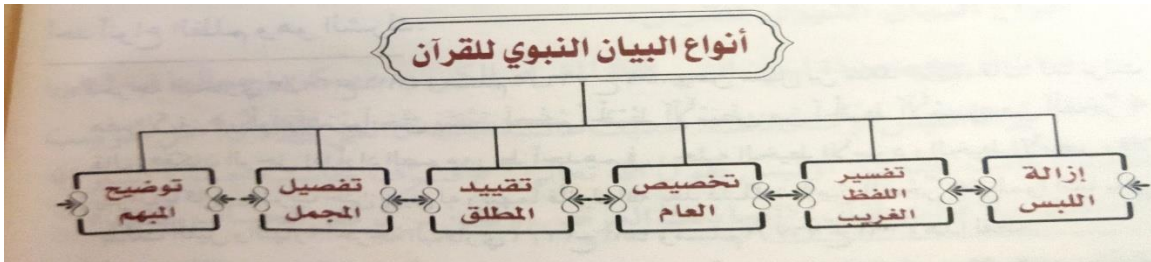 أنواع البيان النبوي للقرآن
إزالة
اللبس
تفسير
اللفظ
الغريب
تخصيص
العام
تقييد
المطلق
تفصيل
المجمل
توضيح
المبهم